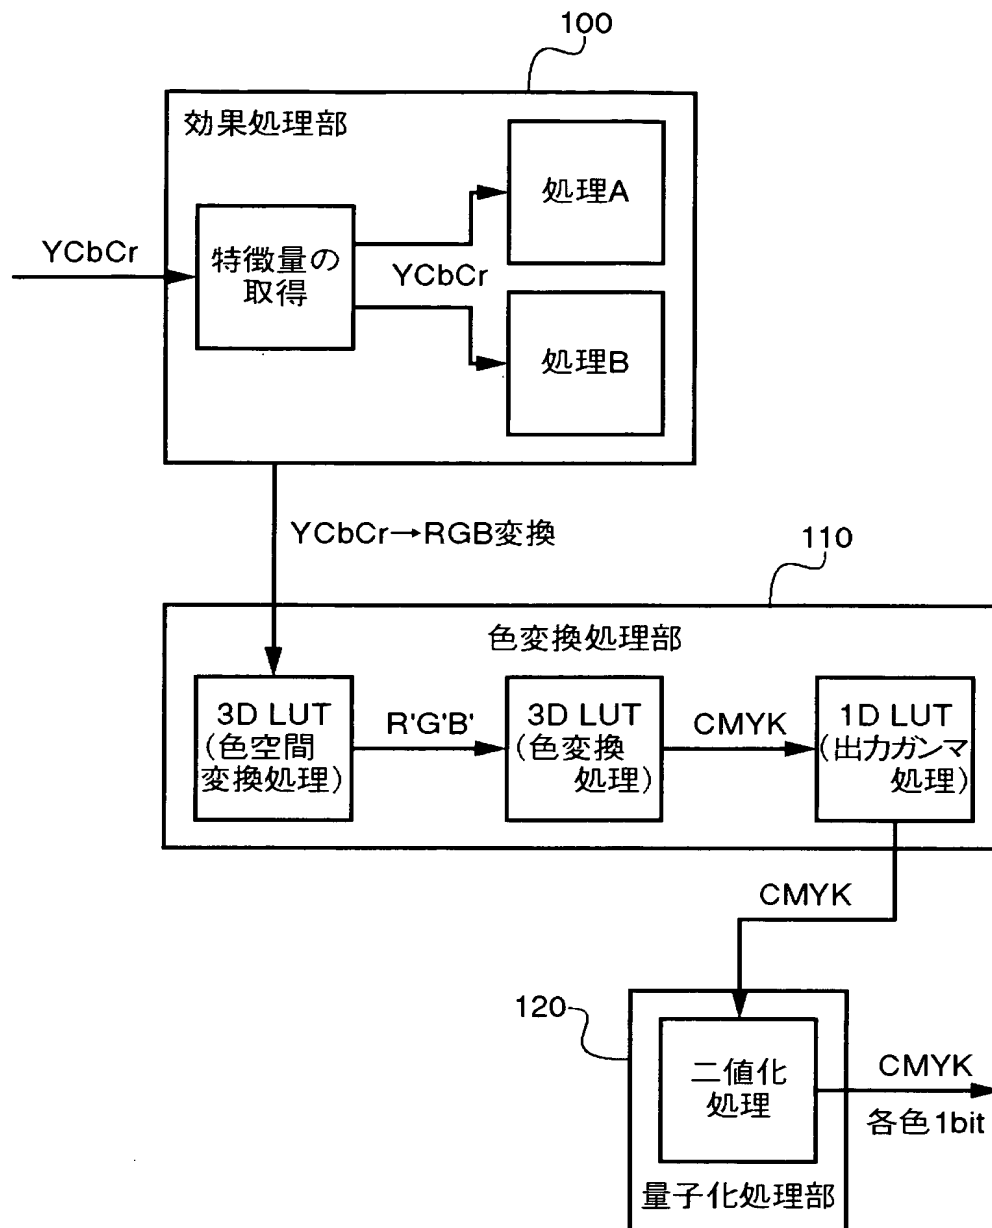 100
効果処理部
処理A
YCbCr
特徴量の
取得
YCbCr
処理B
YCbCr→RGB変換
110
色変換処理部
3D LUT
(色空間
変換処理)
R'G'B'
3D LUT
(色変換
処理)
CMYK
1D LUT
(出力ガンマ
処理)
CMYK
120
二値化
処理
CMYK
各色1bit
量子化処理部